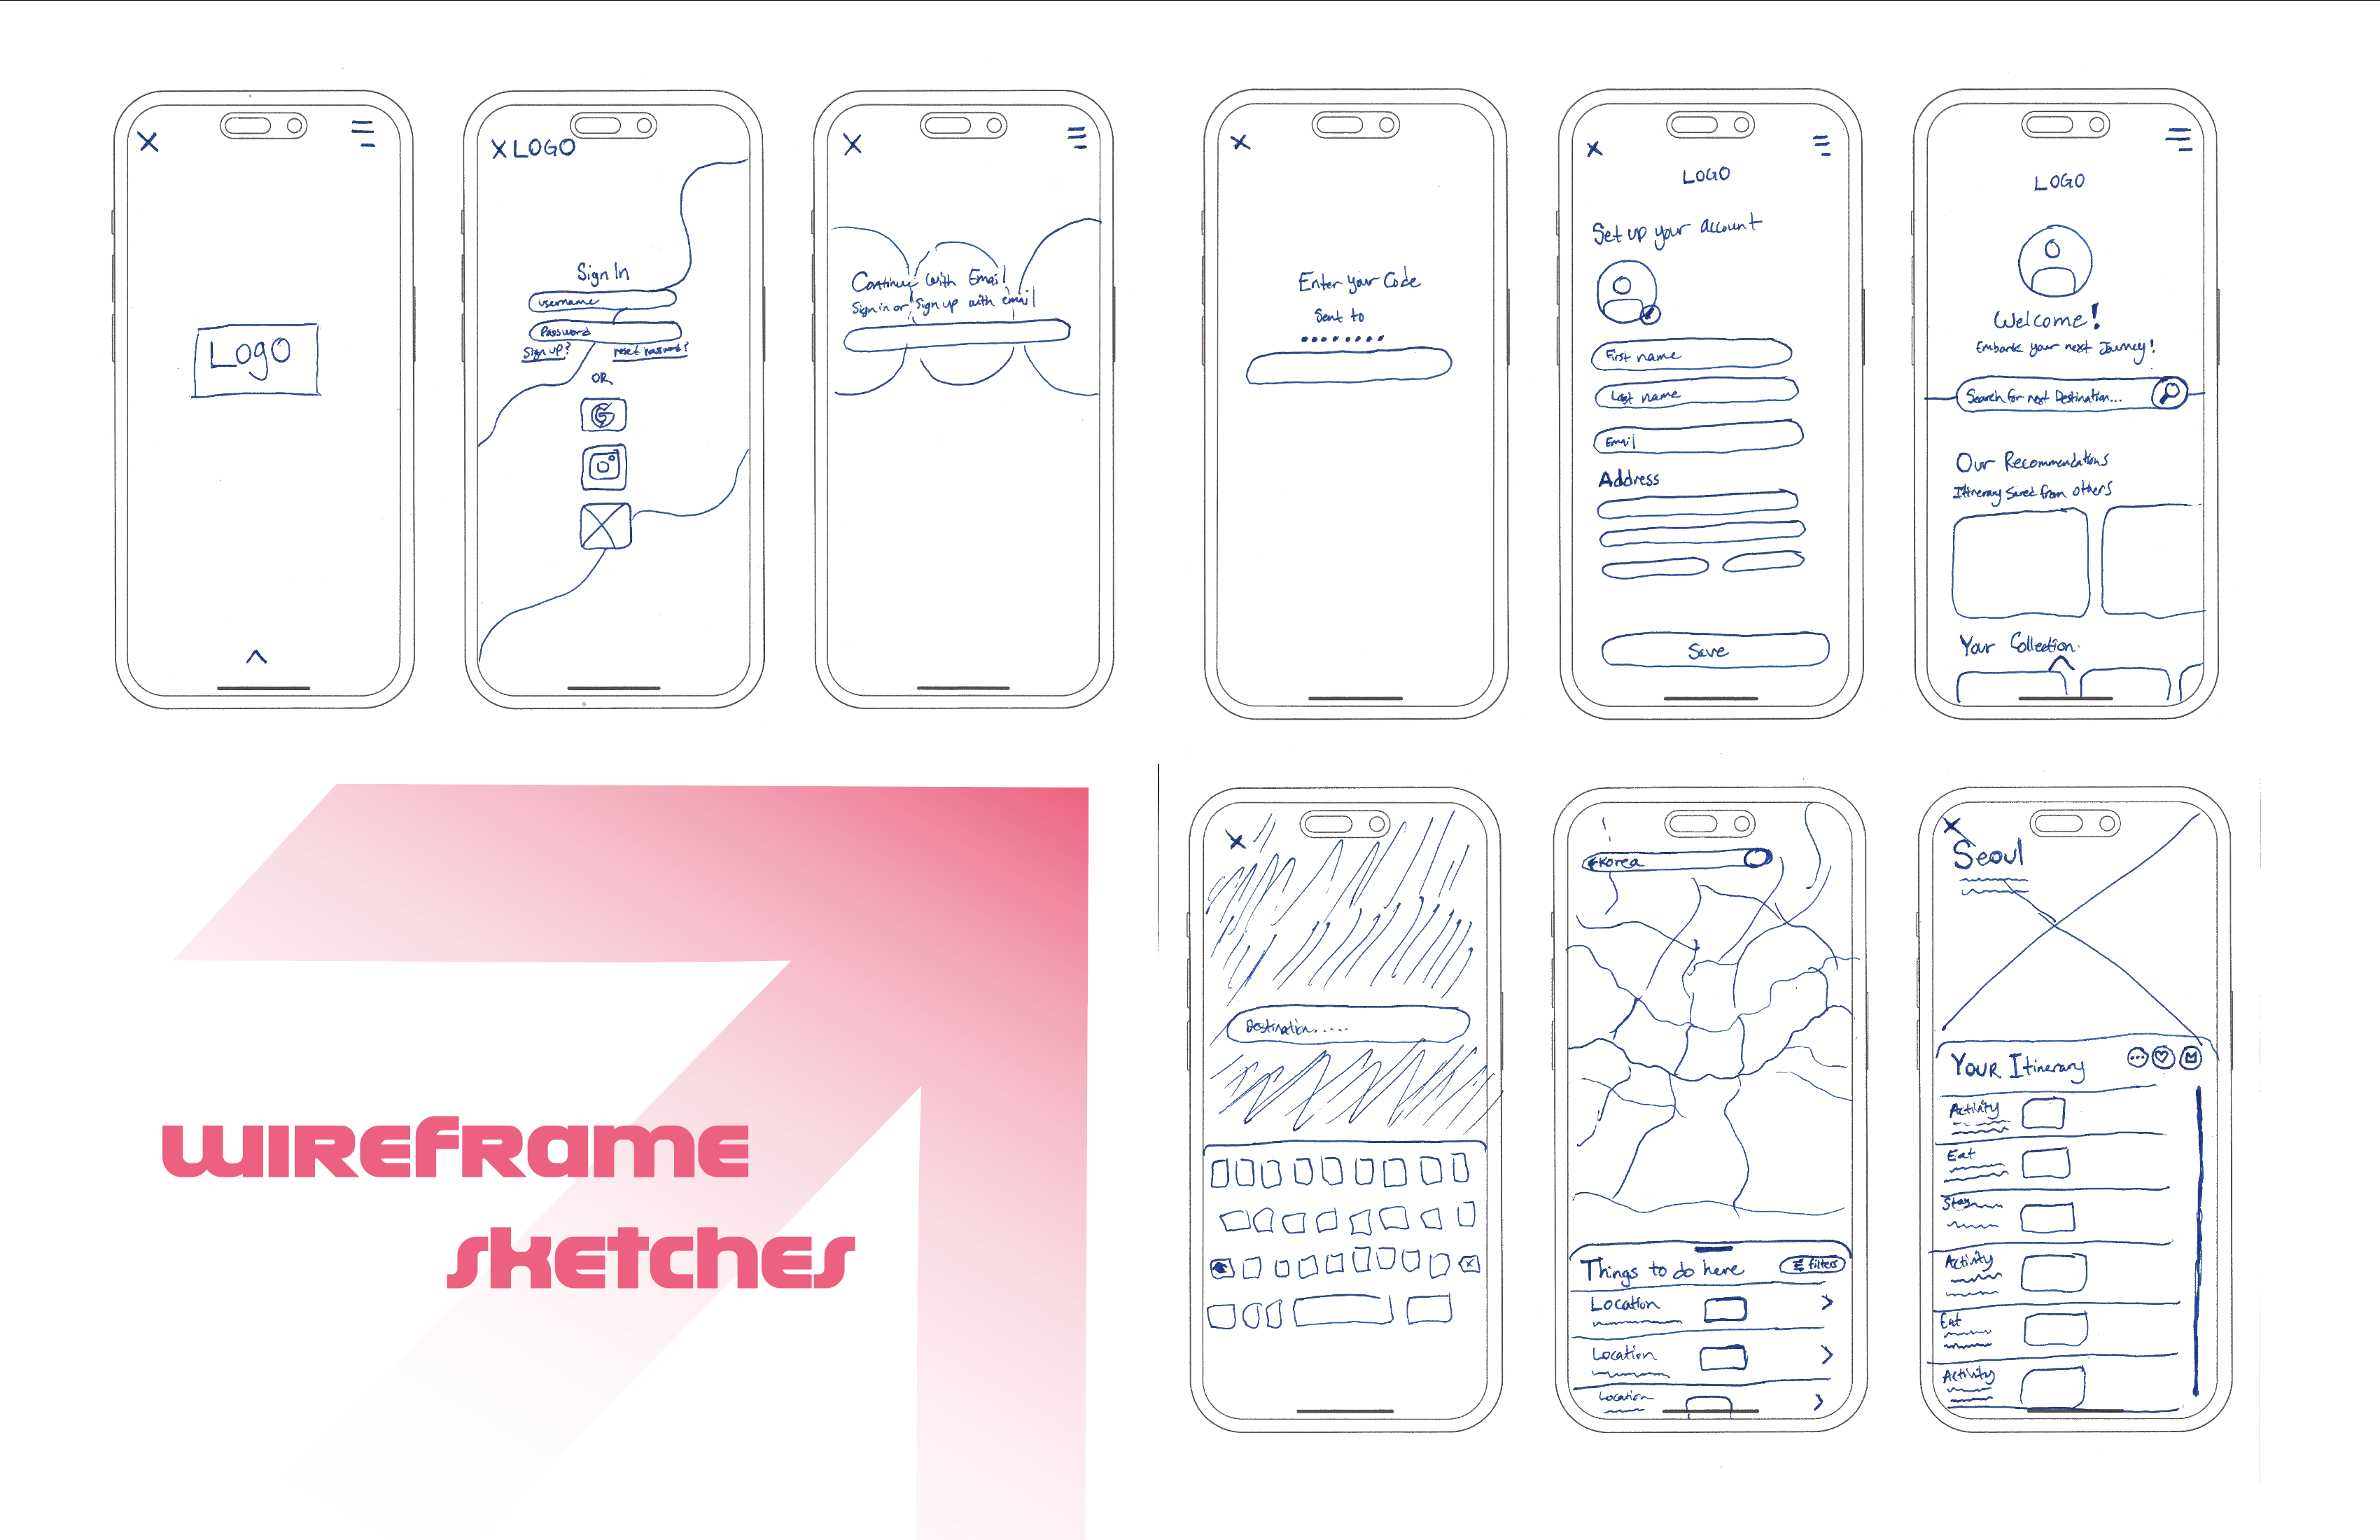 Logo
X LOGO
Sign In
username
Password
Sign up?
reset password?
OR
G
Continue with Email
Sign in or Sign up with email
Enter your Code
Sent to
LOGO
Set up your account
First name
Last name
Email
Address
Save
LOGO
Welcome!
Embark your next Journey!
Search for next Destination...
Our Recommendations
Itinerary saved from others
Your Collection
WIREFRAME
SKETCHES
Destination.....
Korea
Things to do here
filters
Location
Location
Location
Seoul
YOUR Itinerary
Activity
Eat
Stay
Activity
Eat
Activity